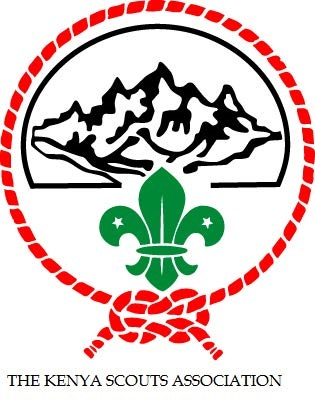 THE KENYA SCOUTS ASSOCIATION